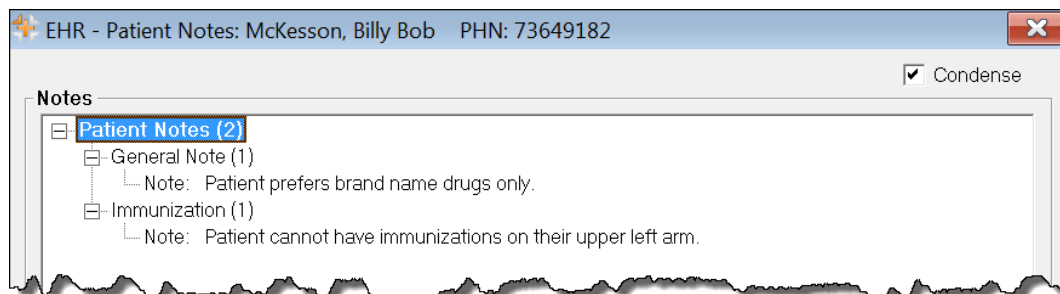 EHR - Patient Notes: McKesson, Billy Bob PHN: 73649182
Condense
Notes
Patient Notes (2)
General Note (1)
Note: Patient prefers brand name drugs only.
Immunization (1)
Note: Patient cannot have immunizations on their upper left arm.